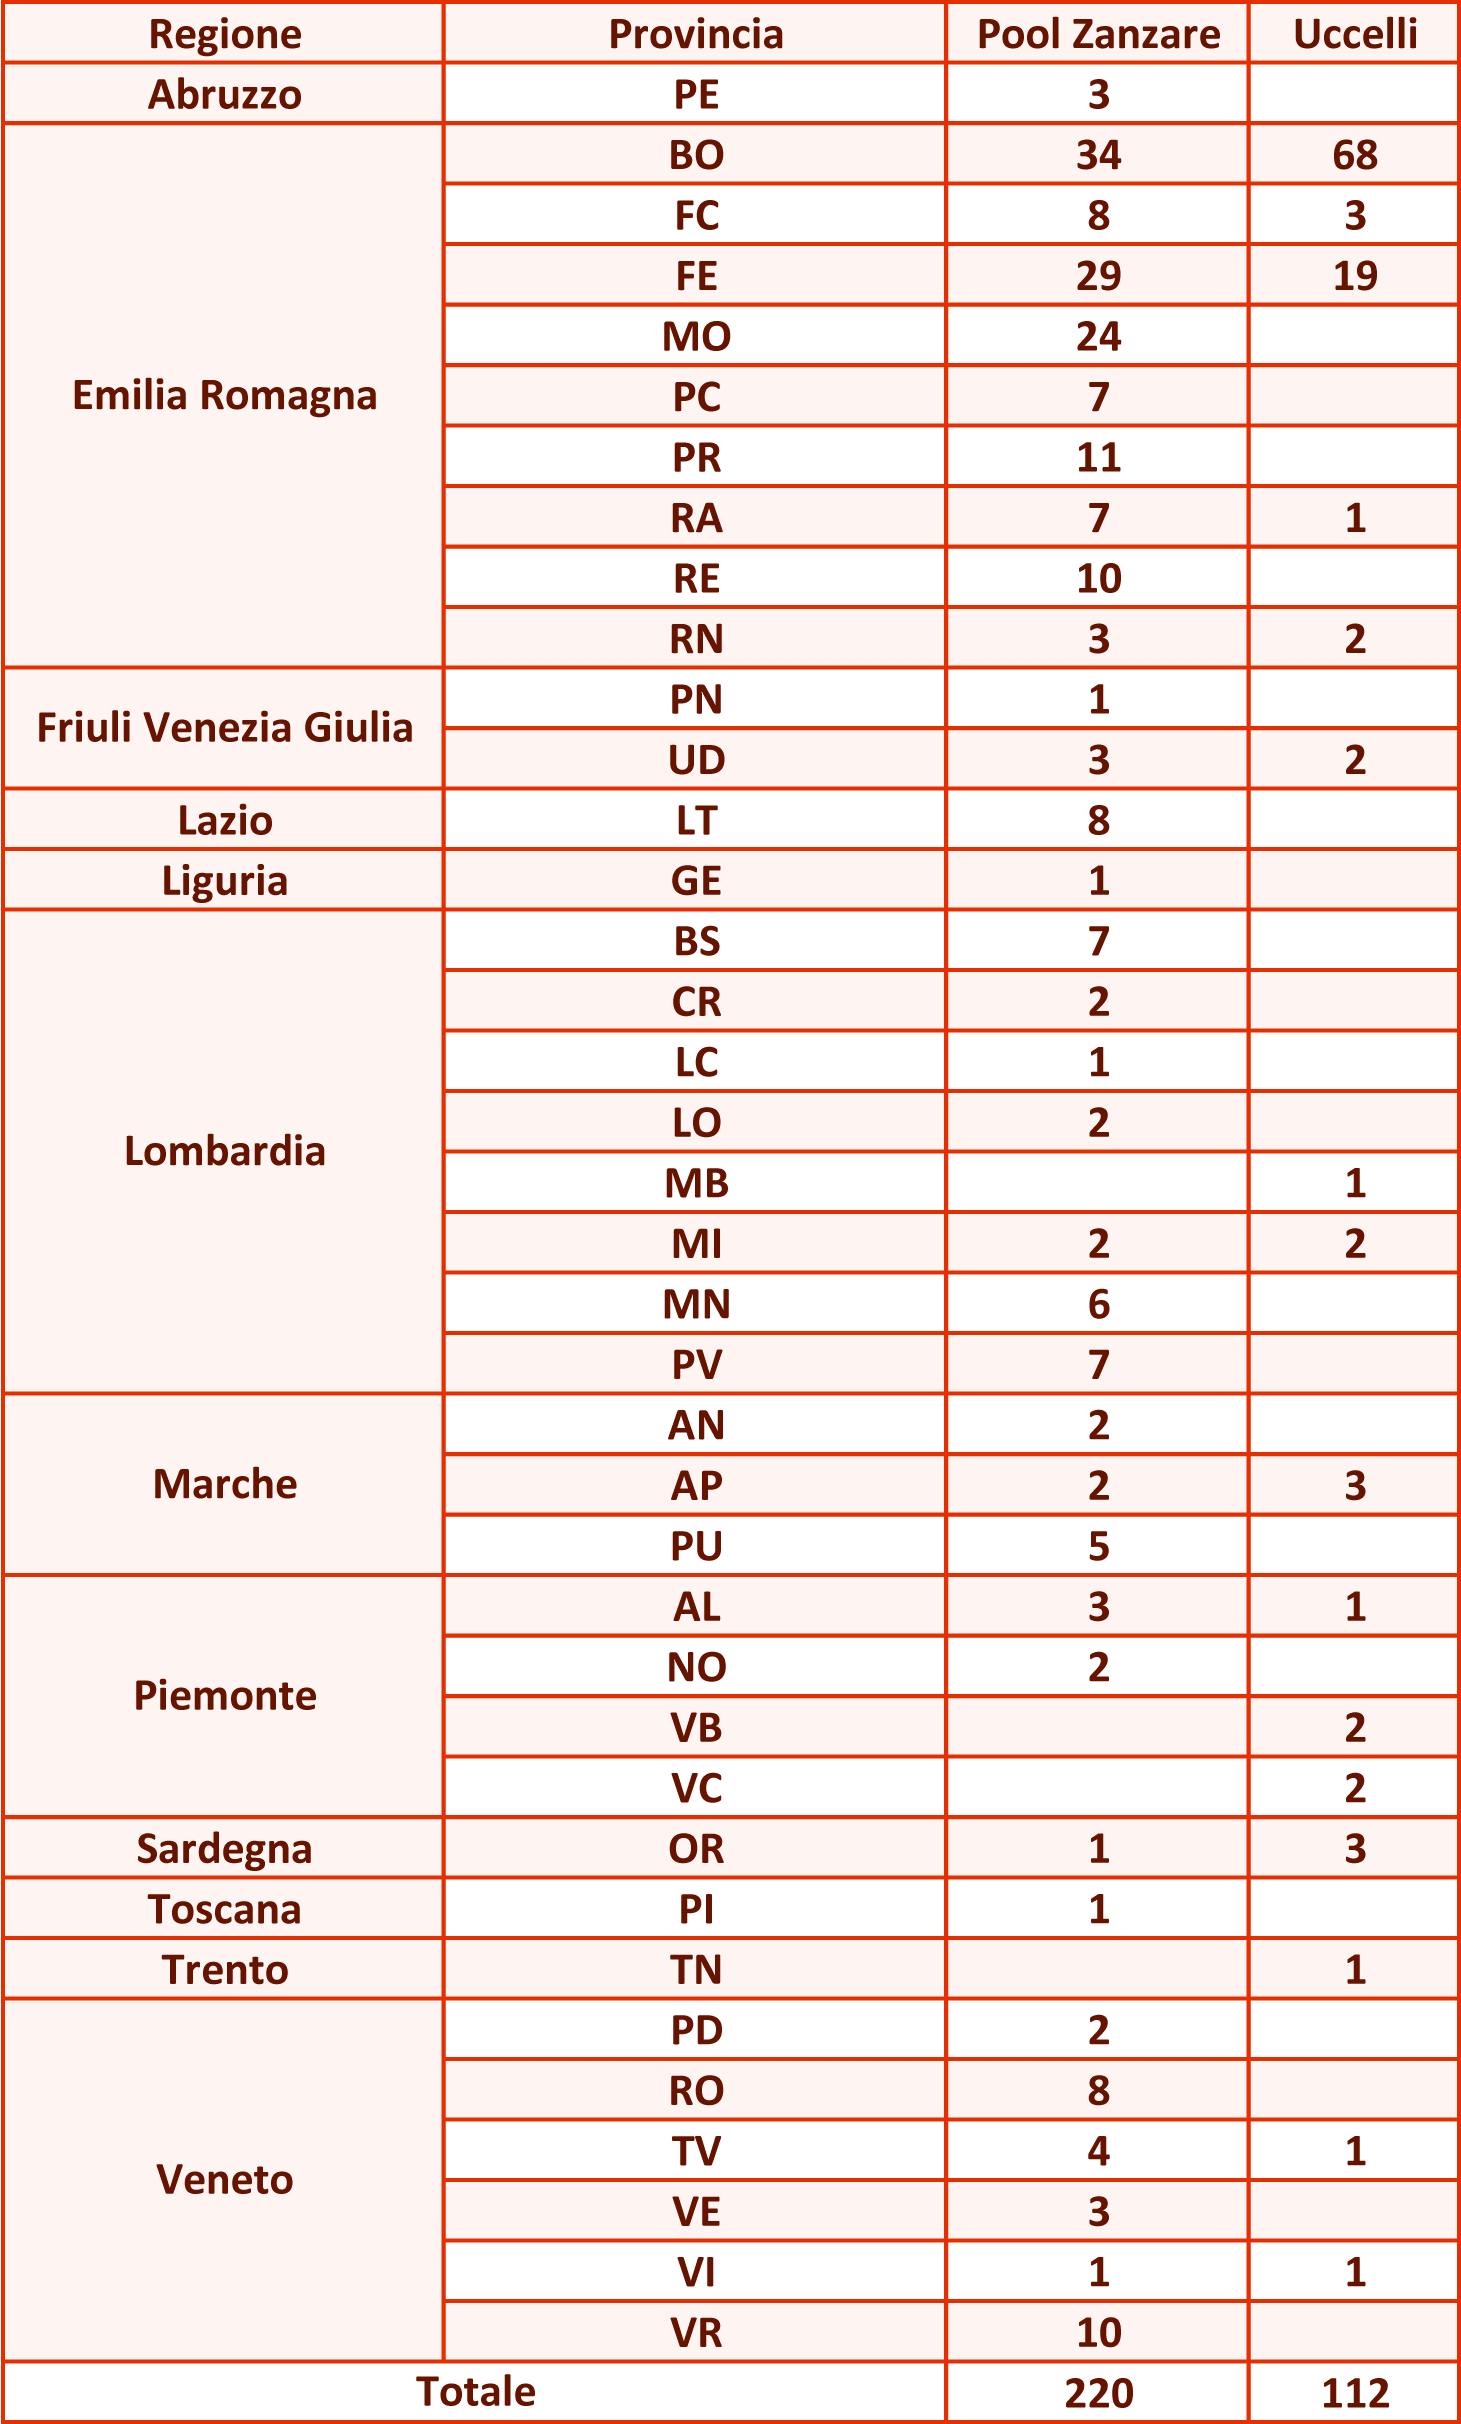 Regione Provincia Pool Zanzare Uccelli
Abruzzo PE 3
Emilia Romagna BO 34 68
FC 8 3
FE 29 19
MO 24
PC 7
PR 11
RA 7 1
RE 10
RN 3 2
Friuli Venezia Giulia PN 1
UD 3 2
Lazio LT 8
Liguria GE 1
Lombardia BS 7
CR 2
LC 1
LO 2
MB 1
MI 2 2
MN 6
PV 7
Marche AN 2
AP 2 3
PU 5
Piemonte AL 3 1
NO 2
VB 2
VC 2
Sardegna OR 1 3
Toscana PI 1
Trento TN 1
Veneto PD 2
RO 8
TV 4 1
VE 3
VI 1 1
VR 10
Totale 220 112